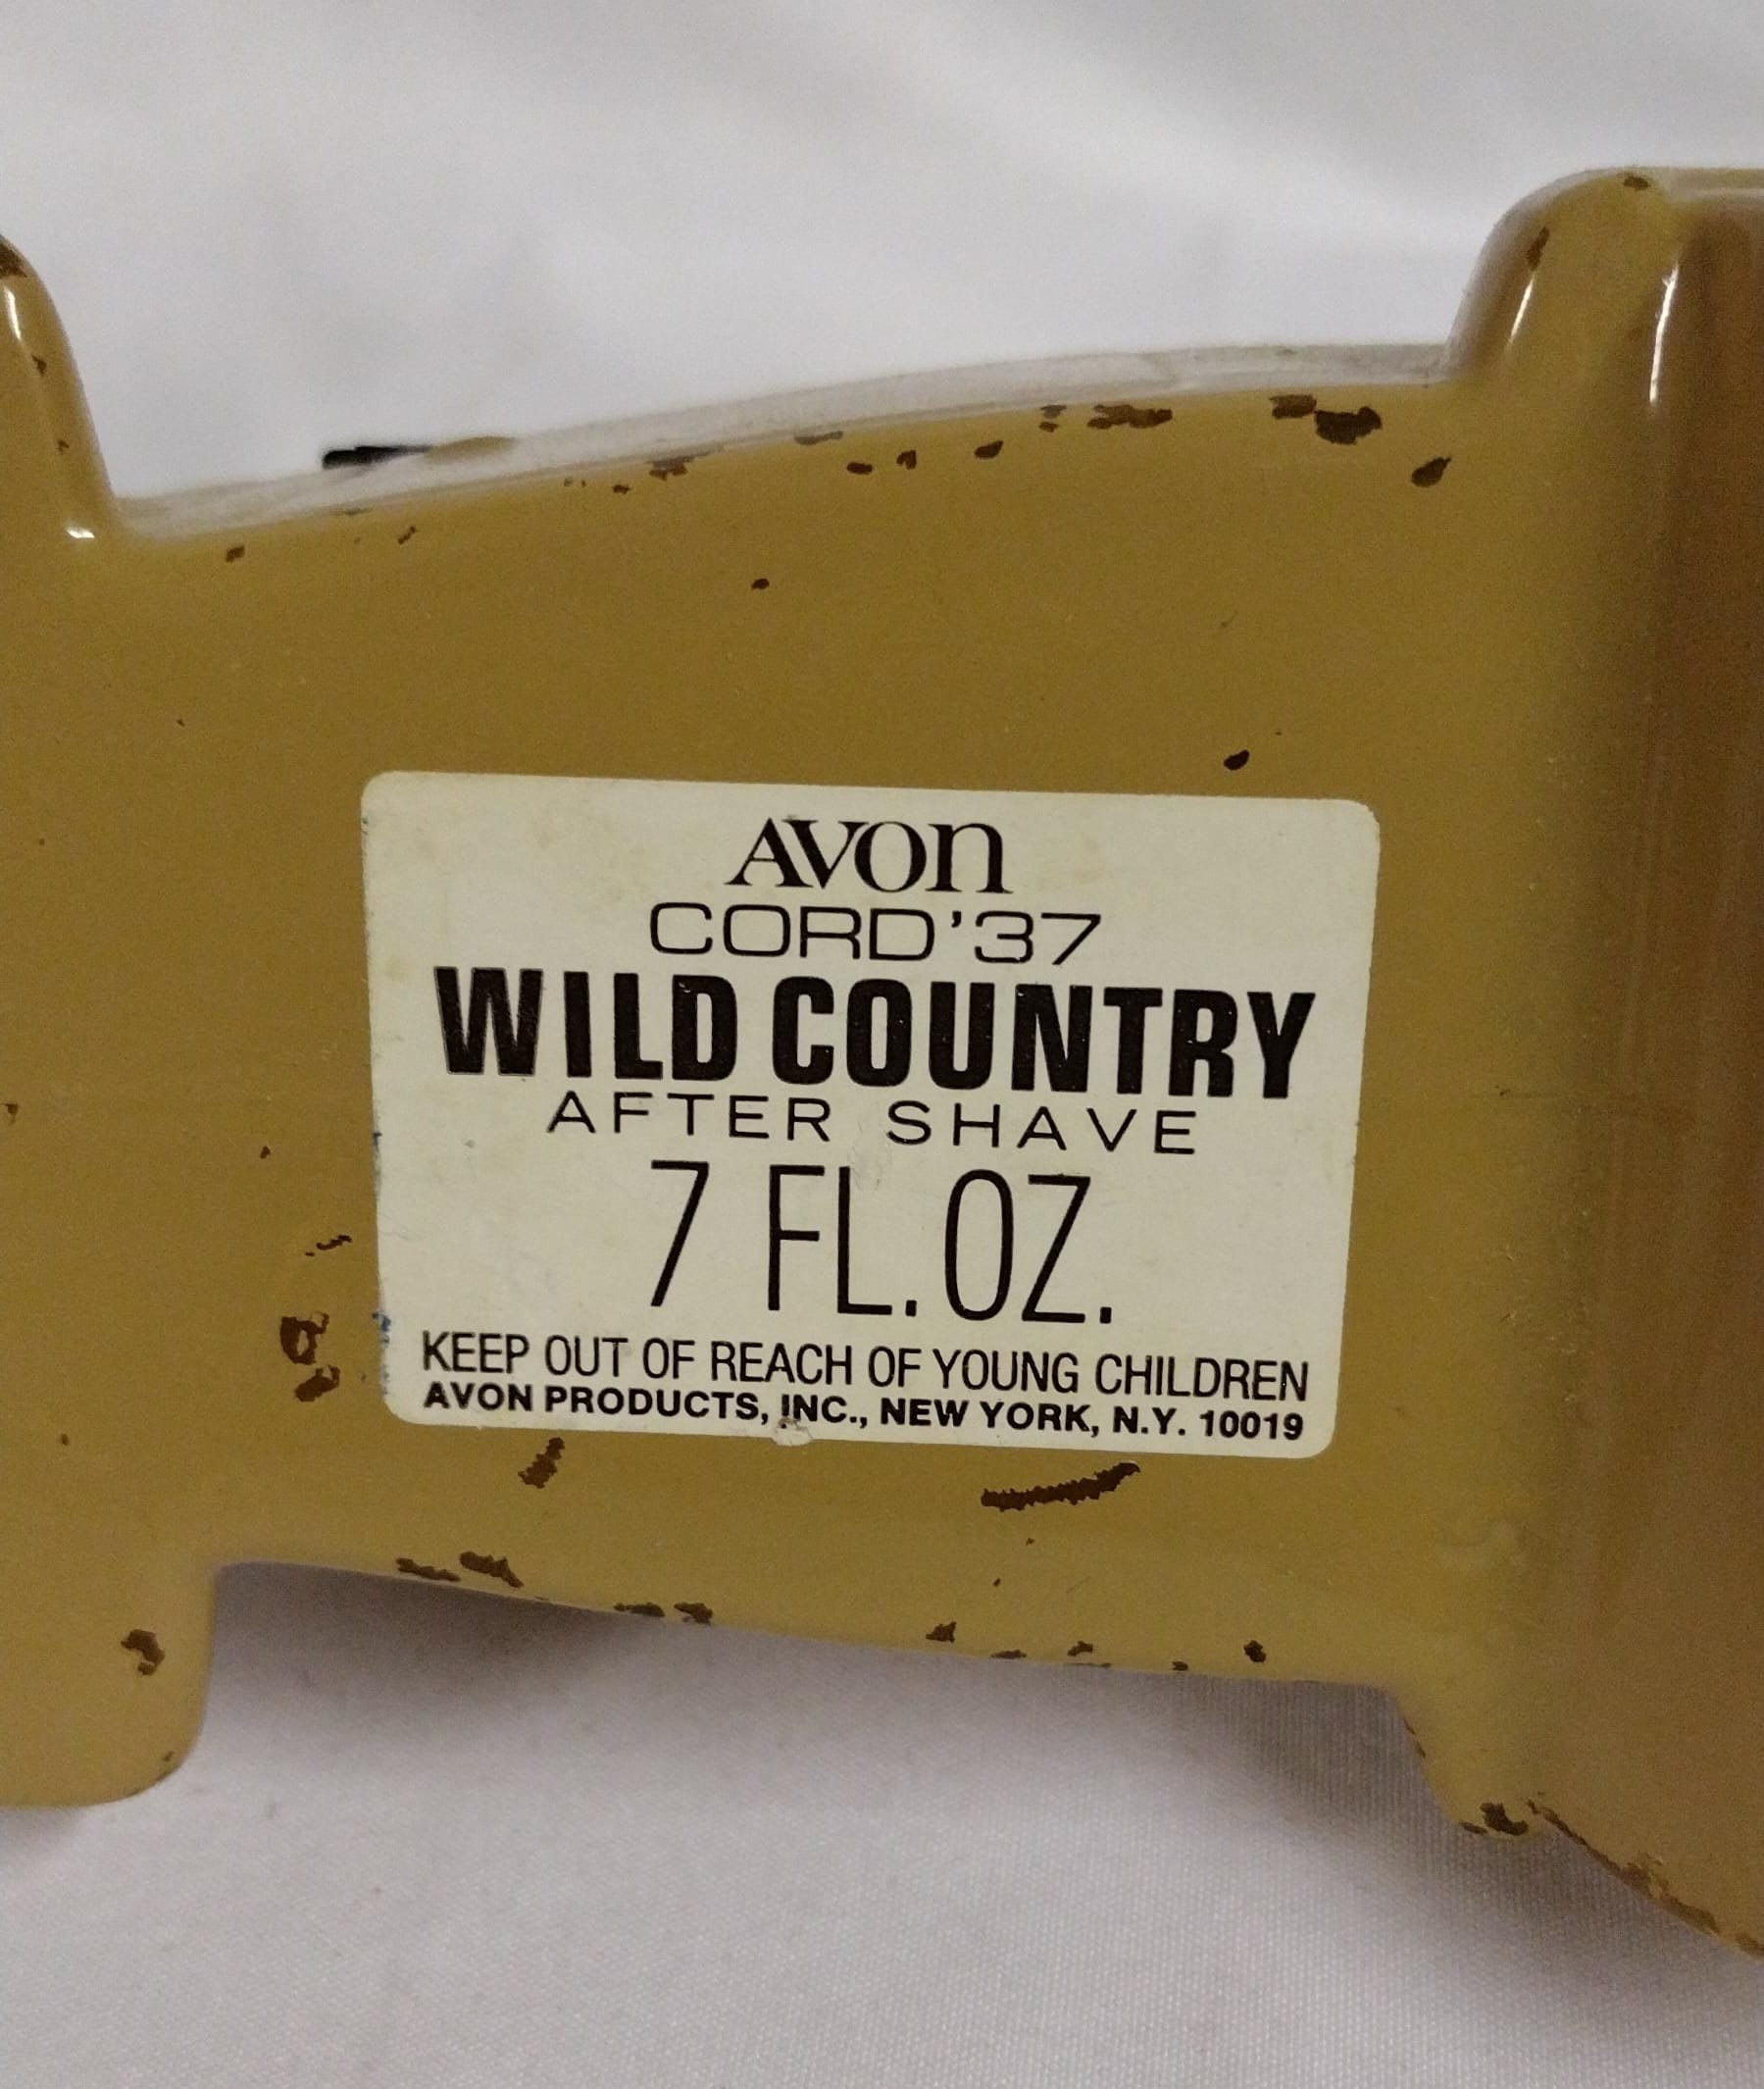 AVON
CORD '37
WILD COUNTRY
AFTER SHAVE
7 FL. OZ.
KEEP OUT OF REACH OF YOUNG CHILDREN
AVON PRODUCTS, INC., NEW YORK, N.Y. 10019